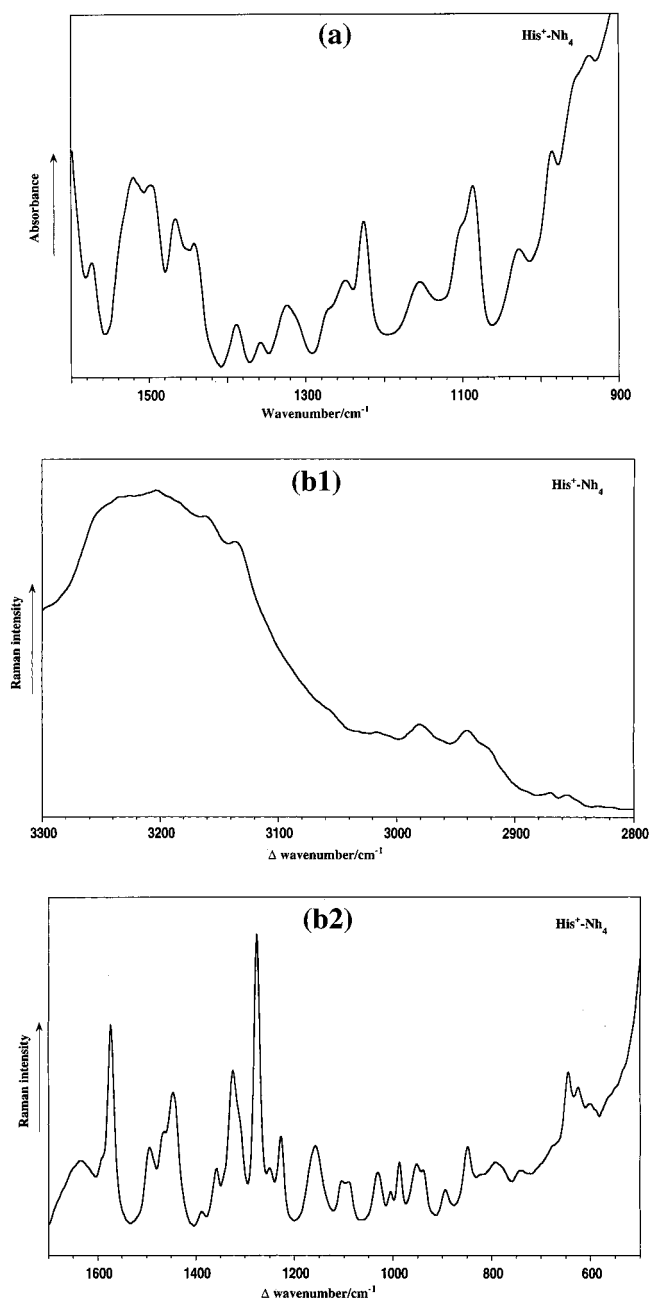 (a)
His⁺-Nh₄
Absorbance
1500 1300 1100 900
Wavenumber/cm⁻¹
(b1)
His⁺-Nh₄
Raman intensity
3300 3200 3100 3000 2900 2800
Δ wavenumber/cm⁻¹
(b2)
His⁺-Nh₄
Raman intensity
1600 1400 1200 1000 800 600
Δ wavenumber/cm⁻¹